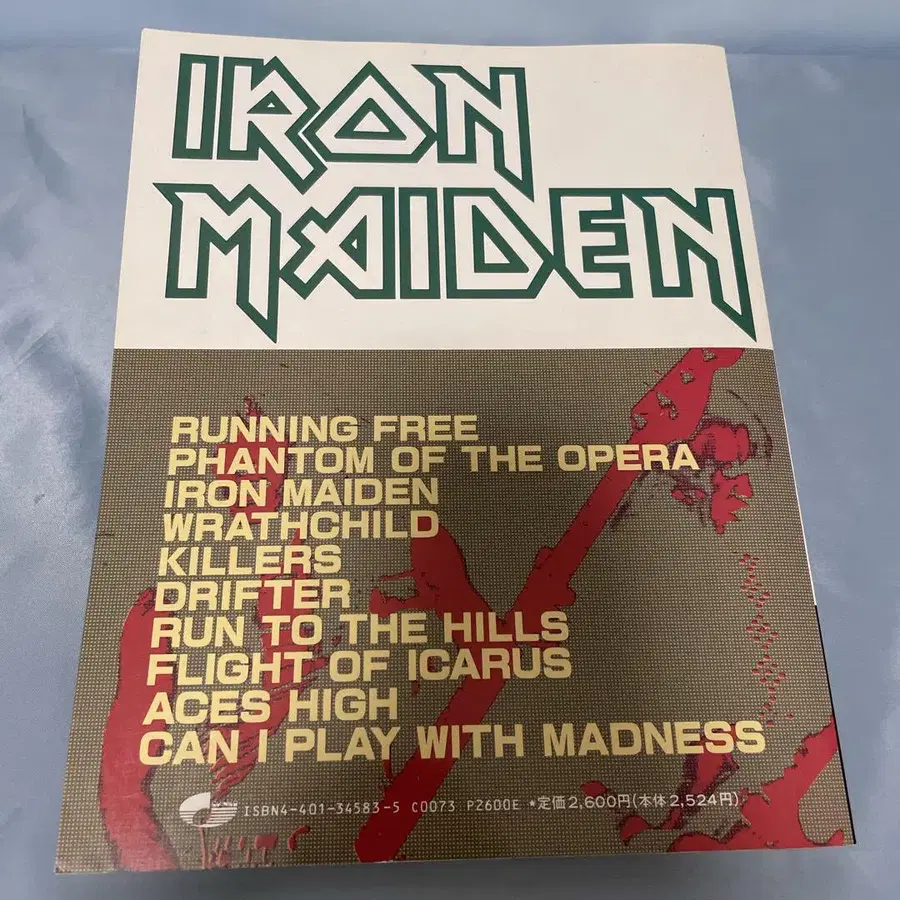 IRON
MAIDEN
RUNNING FREE
PHANTOM OF THE OPERA
IRON MAIDEN
WRATHCHILD
KILLERS
DRIFTER
RUN TO THE HILLS
FLIGHT OF ICARUS
ACES HIGH
CAN I PLAY WITH MADNESS
ISBN4-401-34583-5 C0073 P2600E *定価2,600円(本体2,524円)